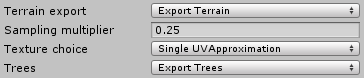 Terrain export Export Terrain
Sampling multiplier 0.25
Texture choice Single UVApproximation
Trees Export Trees